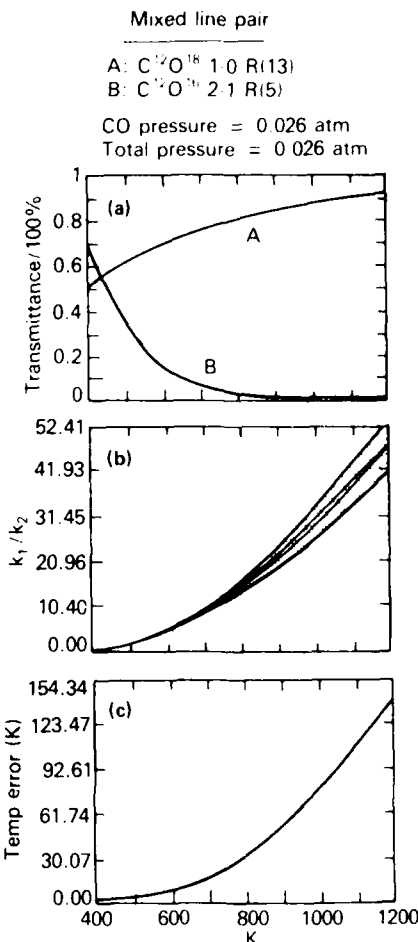 Mixed line pair
A: C¹²O¹⁸ 1-0 R(13)
B: C¹²O¹⁶ 2-1 R(5)
CO pressure = 0.026 atm
Total pressure = 0 026 atm
(a)
Transmittance/100%
1
0.8
0.6
0.4
0.2
0
A
B
(b)
k₁/k₂
52.41
41.93
31.45
20.96
10.40
0.00
(c)
Temp error (K)
154.34
123.47
92.61
61.74
30.07
0.00
400 600 800 1000 1200
K